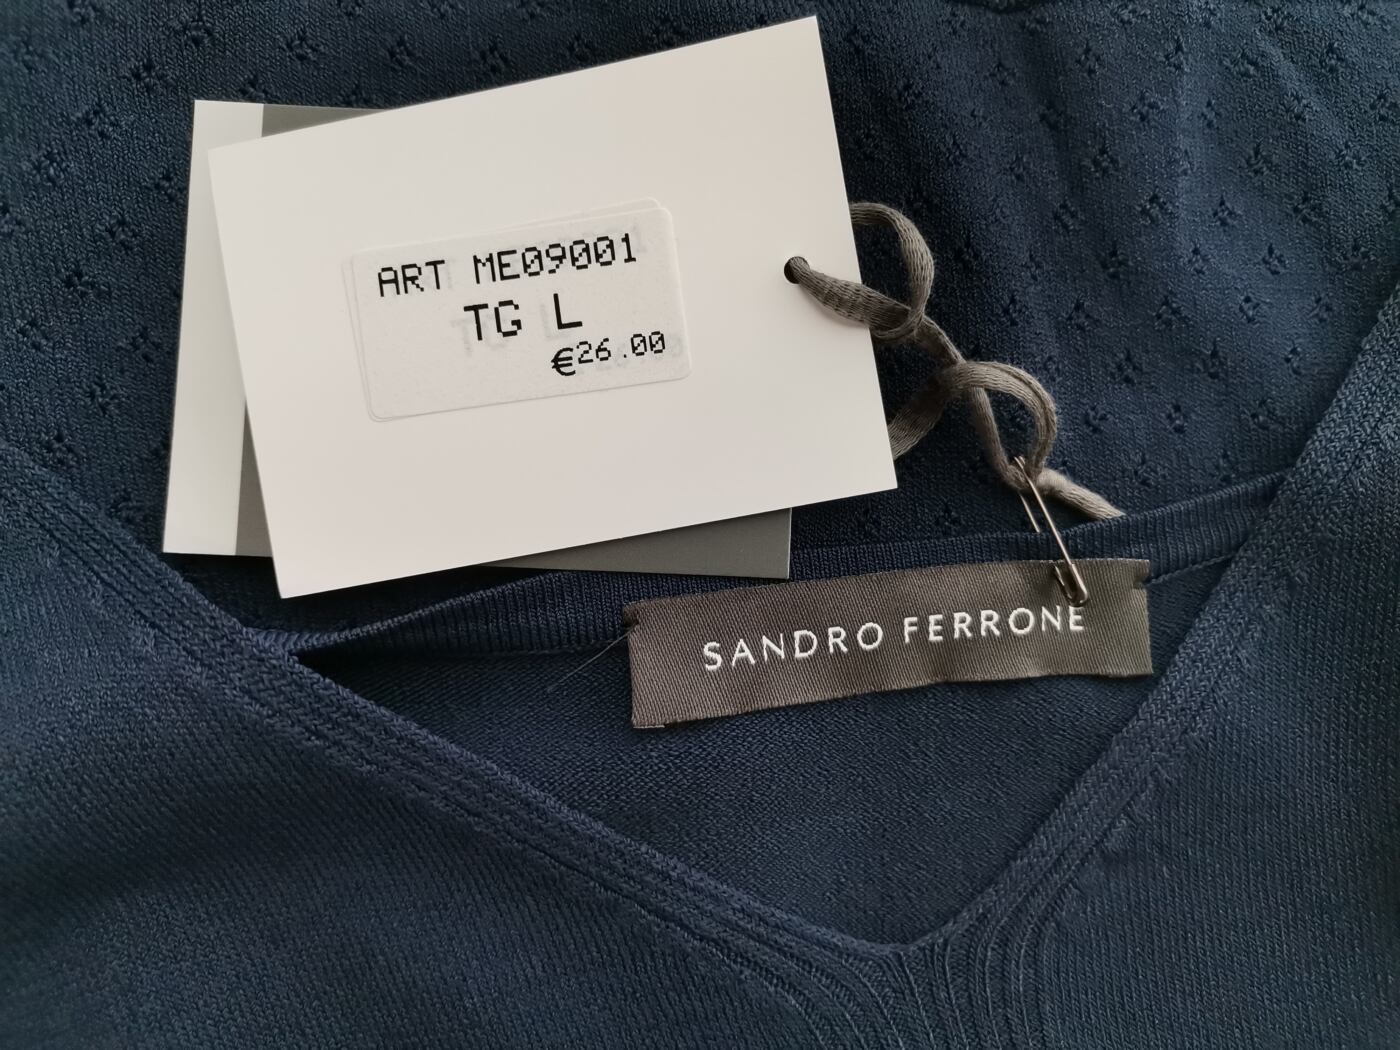 ART ME09001
TG L
€26.00
SANDRO FERRONE